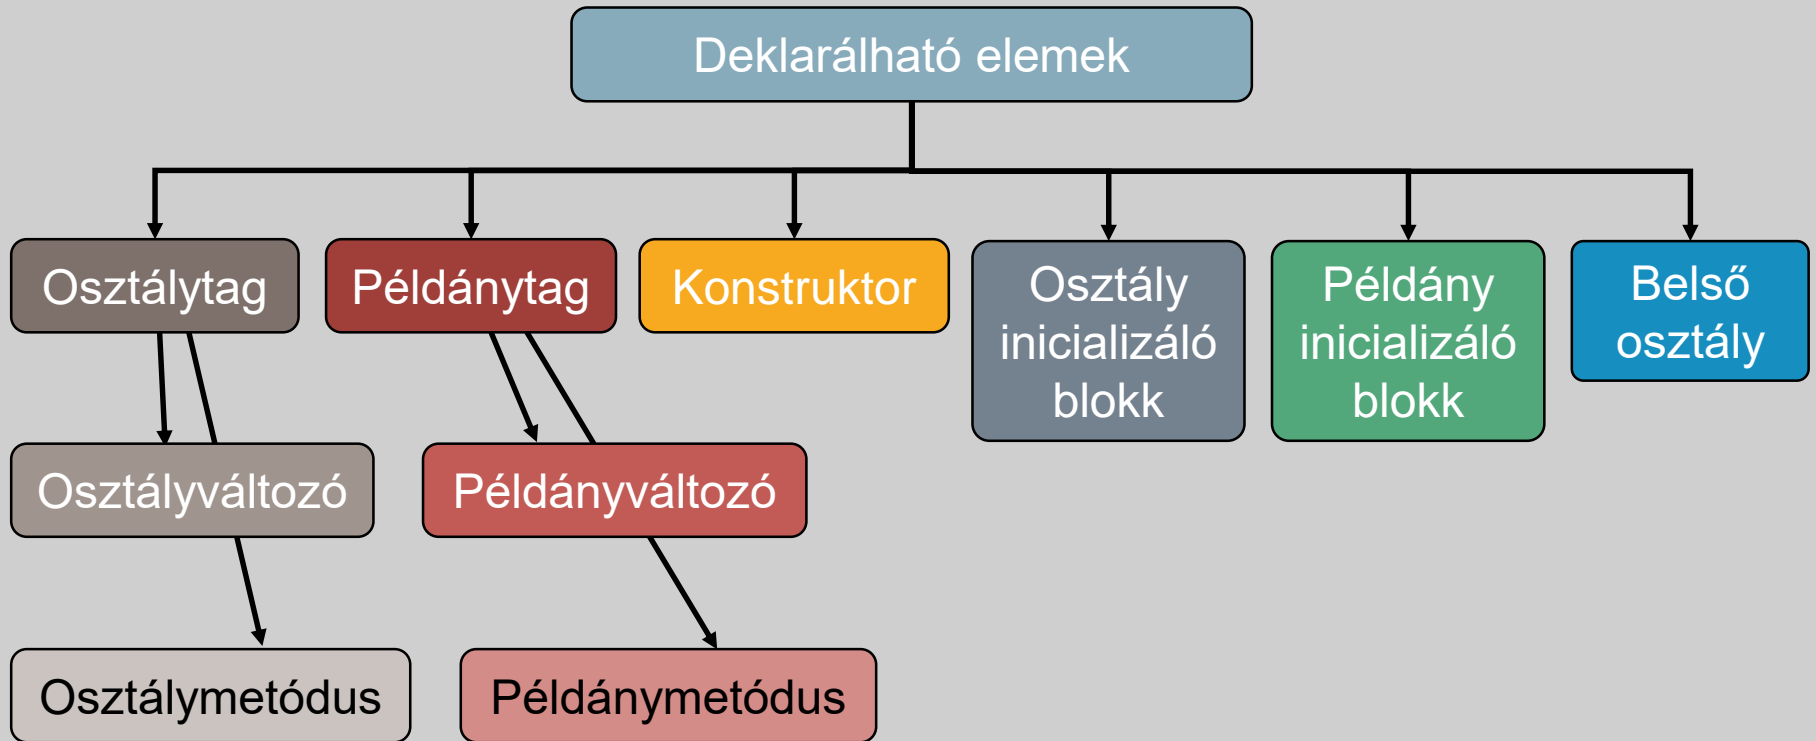 Deklarálható elemek
Osztálytag
Példánytag
Konstruktor
Osztály
inicializáló
blokk
Példány
inicializáló
blokk
Belső
osztály
Osztályváltozó
Példányváltozó
Osztálymetódus
Példánymetódus